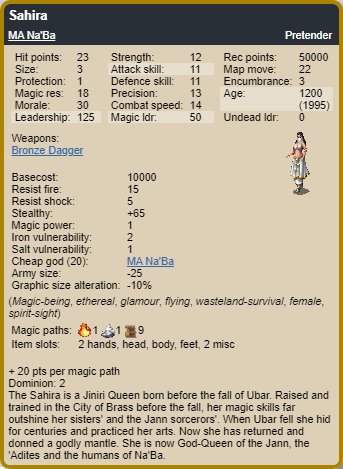 Sahira
MA Na'Ba Pretender
Hit points: 23 Strength: 12 Rec points: 50000
Size: 3 Attack skill: 11 Map move: 22
Protection: 1 Defence skill: 11 Encumbrance: 3
Magic res: 18 Precision: 13 Age: 1200
Morale: 30 Combat speed: 14 (1995)
Leadership: 125 Magic ldr: 50 Undead ldr: 0
Weapons:
Bronze Dagger
Basecost: 10000
Resist fire: 15
Resist shock: 5
Stealthy: +65
Magic power: 1
Iron vulnerability: 2
Salt vulnerability: 1
Cheap god (20): MA Na'Ba
Army size: -25
Graphic size alteration: -10%
(Magic-being, ethereal, glamour, flying, wasteland-survival, female,
spirit-sight)
Magic paths: 1 1 9
Item slots: 2 hands, head, body, feet, 2 misc
+ 20 pts per magic path
Dominion: 2
The Sahira is a Jiniri Queen born before the fall of Ubar. Raised and
trained in the City of Brass before the fall, her magic skills far
outshine her sisters' and the Jann sorcerors'. When Ubar fell she hid
for centuries and practiced her arts. Now she has returned and
donned a godly mantle. She is now God-Queen of the Jann, the
'Adites and the humans of Na'Ba.